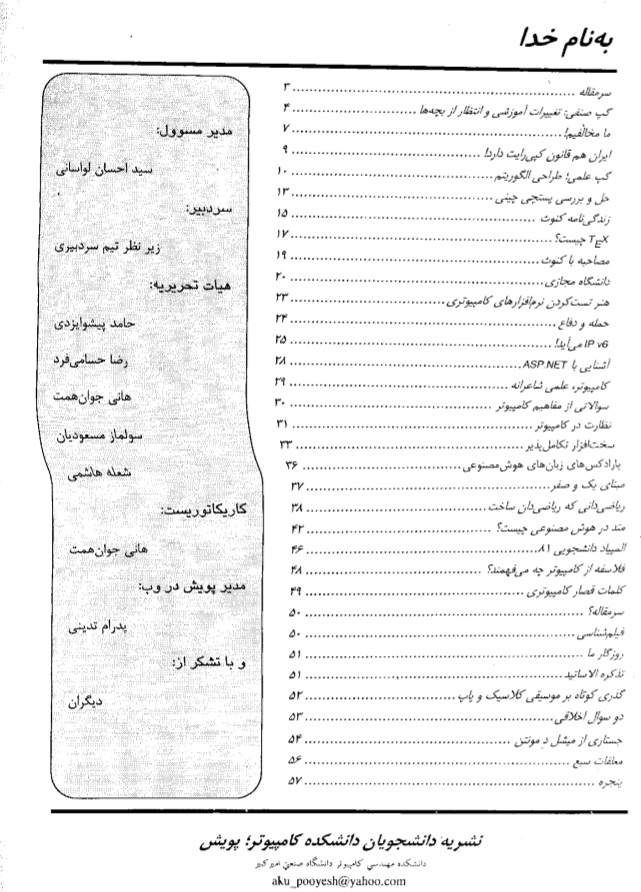 به‌نام خدا
سرمقاله ........ ۳
گپ صنفی: تغییرات آموزشی و انتظار از بچه‌ها ........ ۴
ما مخالفیم! ........ ۷
ایران هم قانون کپی‌رایت دارد! ........ ۹
گپ علمی؛ طراحی الگوریتم ........ ۱۰
حل و بررسی پستچی چینی ........ ۱۳
زندگی‌نامه کنوث ........ ۱۵
TEX چیست؟ ........ ۱۷
مصاحبه با کنوث ........ ۱۹
دانشگاه مجازی ........ ۲۰
هنر تست‌کردن نرم‌افزارهای کامپیوتری ........ ۲۳
حمله و دفاع ........ ۲۴
IP v6 می‌آید! ........ ۲۵
آشنایی با ASP.NET ........ ۲۸
کامپیوتر، علمی شاعرانه ........ ۲۹
سوالاتی از مفاهیم کامپیوتر ........ ۳۰
نظارت در کامپیوتر ........ ۳۱
سخت‌افزار تکامل‌پذیر ........ ۳۳
پارادکس‌های زبان‌های هوش‌مصنوعی ........ ۳۶
مبنای یک و صفر ........ ۳۷
ریاضی‌دانی که ریاضی‌دان ساخت ........ ۳۸
متد در هوش مصنوعی چیست؟ ........ ۴۲
المپیاد دانشجویی ۸۱ ........ ۴۶
فلاسفه از کامپیوتر چه می‌فهمند؟ ........ ۴۸
کلمات قصار کامپیوتری ........ ۴۹
سرمقاله؟ ........ ۵۰
فیلم‌شناسی ........ ۵۰
روزگار ما ........ ۵۱
تذکره الاساتید ........ ۵۱
گذری کوتاه بر موسیقی کلاسیک و پاپ ........ ۵۲
دو سوال اخلاقی ........ ۵۳
جستاری از میشل د مونتن ........ ۵۴
معلقات سبع ........ ۵۶
پنجره ........ ۵۷
مدیر مسوول:
سید احسان لواسانی
سردبیر:
زیر نظر تیم سردبیری
هیات تحریریه:
حامد پیشوایزدی
رضا حسامی‌فرد
هانی جوان‌همت
سولماز مسعودیان
شعله هاشمی
کاریکاتوریست:
هانی جوان‌همت
مدیر پویش در وب:
پدرام تدینی
و با تشکر از:
دیگران
نشریه دانشجویان دانشکده کامپیوتر؛ پویش
دانشکده مهندسی کامپیوتر دانشگاه صنعتی امیرکبیر
aku_pooyesh@yahoo.com